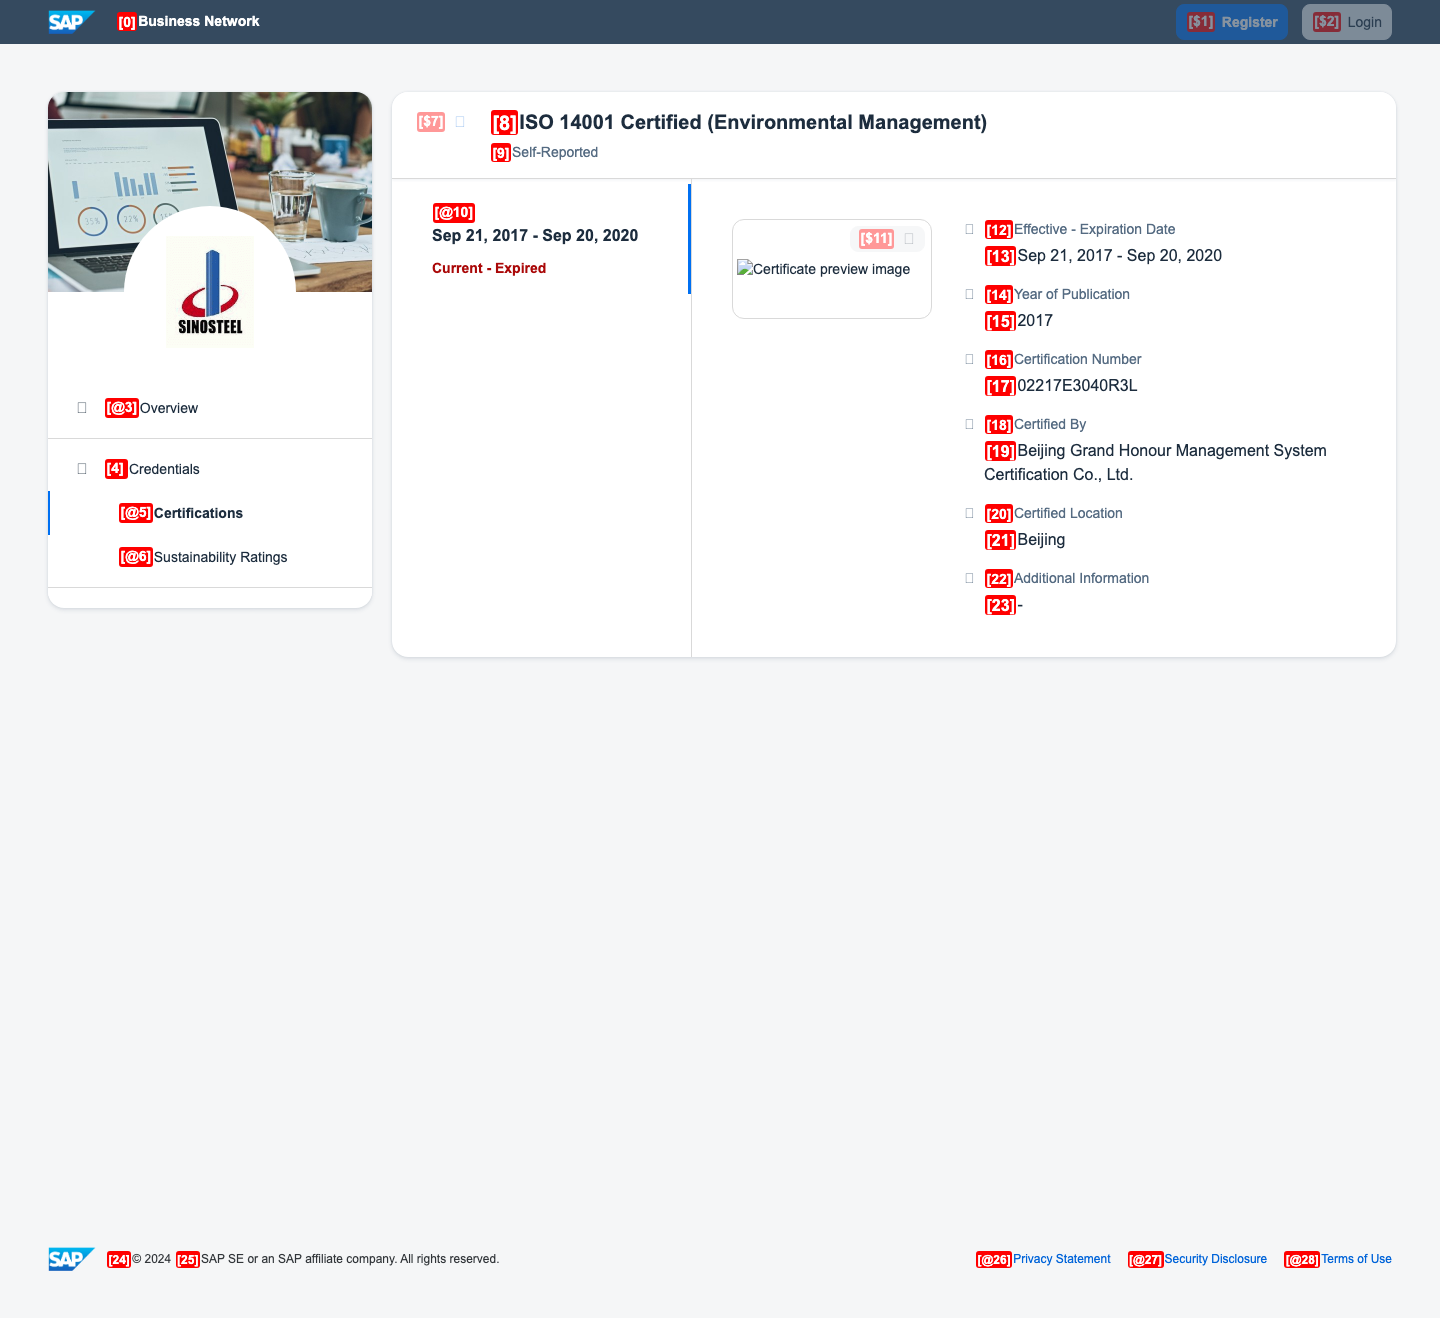 SAP
[0]Business Network
[$1] Register
[$2] Login
35%
22%
SINOSTEEL
[@3]Overview
[4]Credentials
[@5]Certifications
[@6]Sustainability Ratings
[$7]
[8]ISO 14001 Certified (Environmental Management)
[9]Self-Reported
[@10]
Sep 21, 2017 - Sep 20, 2020
Current - Expired
[$11]
Certificate preview image
[12]Effective - Expiration Date
[13]Sep 21, 2017 - Sep 20, 2020
[14]Year of Publication
[15]2017
[16]Certification Number
[17]02217E3040R3L
[18]Certified By
[19]Beijing Grand Honour Management System
Certification Co., Ltd.
[20]Certified Location
[21]Beijing
[22]Additional Information
[23]-
SAP
[24]© 2024 [25]SAP SE or an SAP affiliate company. All rights reserved.
[@26]Privacy Statement
[@27]Security Disclosure
[@28]Terms of Use